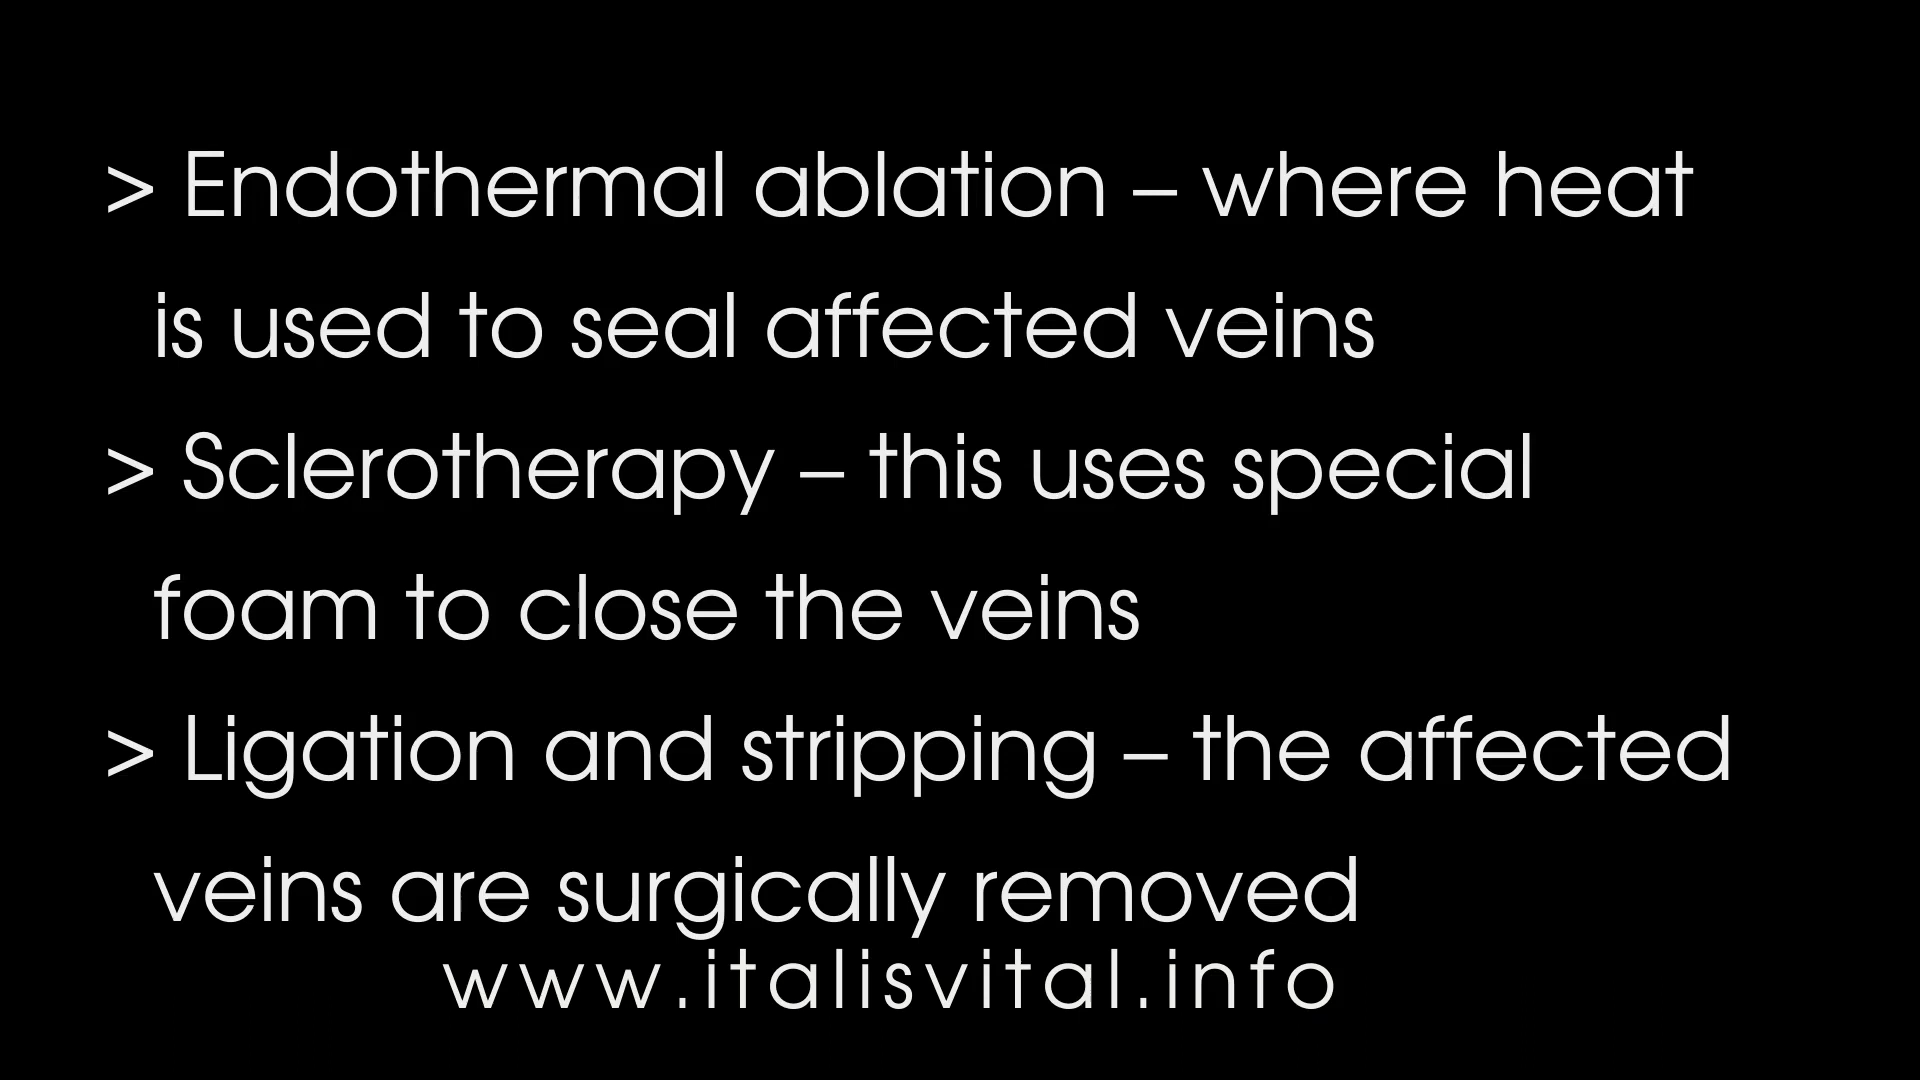 > Endothermal ablation – where heat
is used to seal affected veins
> Sclerotherapy – this uses special
foam to close the veins
> Ligation and stripping – the affected
veins are surgically removed
www.italisvital.info